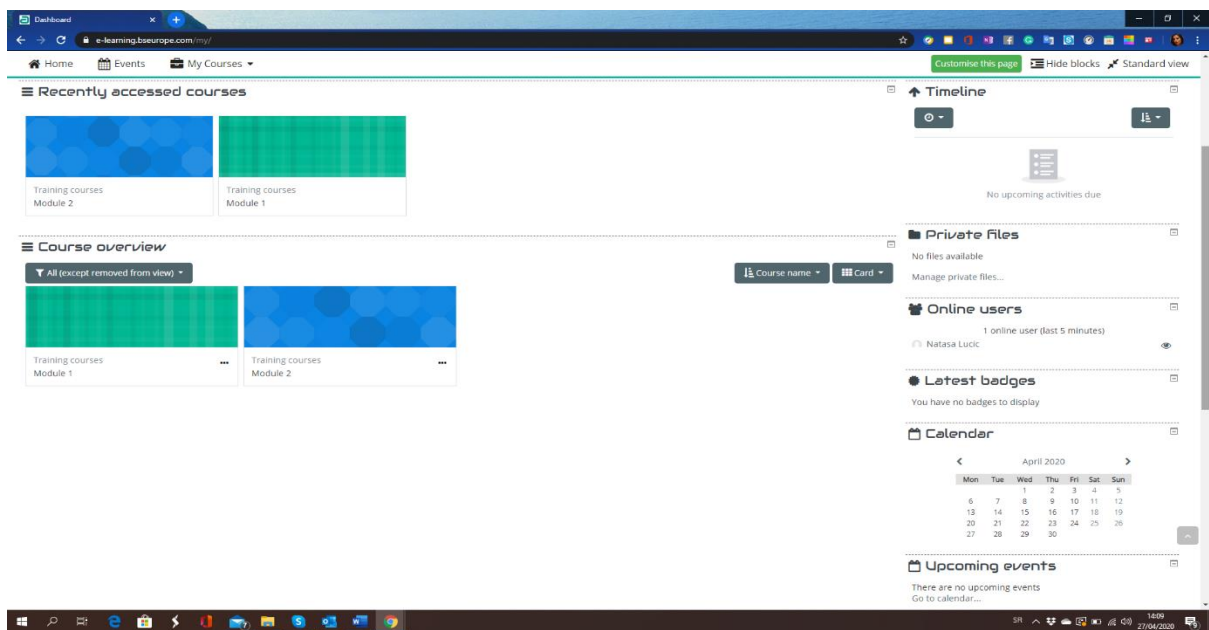 Dashboard
e-learning.bseurope.com/my/
Home Events My Courses
Customise this page Hide blocks Standard view
Recently accessed courses
Training courses
Module 2
Training courses
Module 1
Course overview
All (except removed from view)
Course name Card
Training courses
Module 1
Training courses
Module 2
Timeline
No upcoming activities due
Private files
No files available
Manage private files...
Online users
1 online user (last 5 minutes)
Natasa Lucic
Latest badges
You have no badges to display
Calendar
April 2020
Mon Tue Wed Thu Fri Sat Sun
1 2 3 4 5
6 7 8 9 10 11 12
13 14 15 16 17 18 19
20 21 22 23 24 25 26
27 28 29 30
Upcoming events
There are no upcoming events
Go to calendar...
SR
14:09
27/04/2020